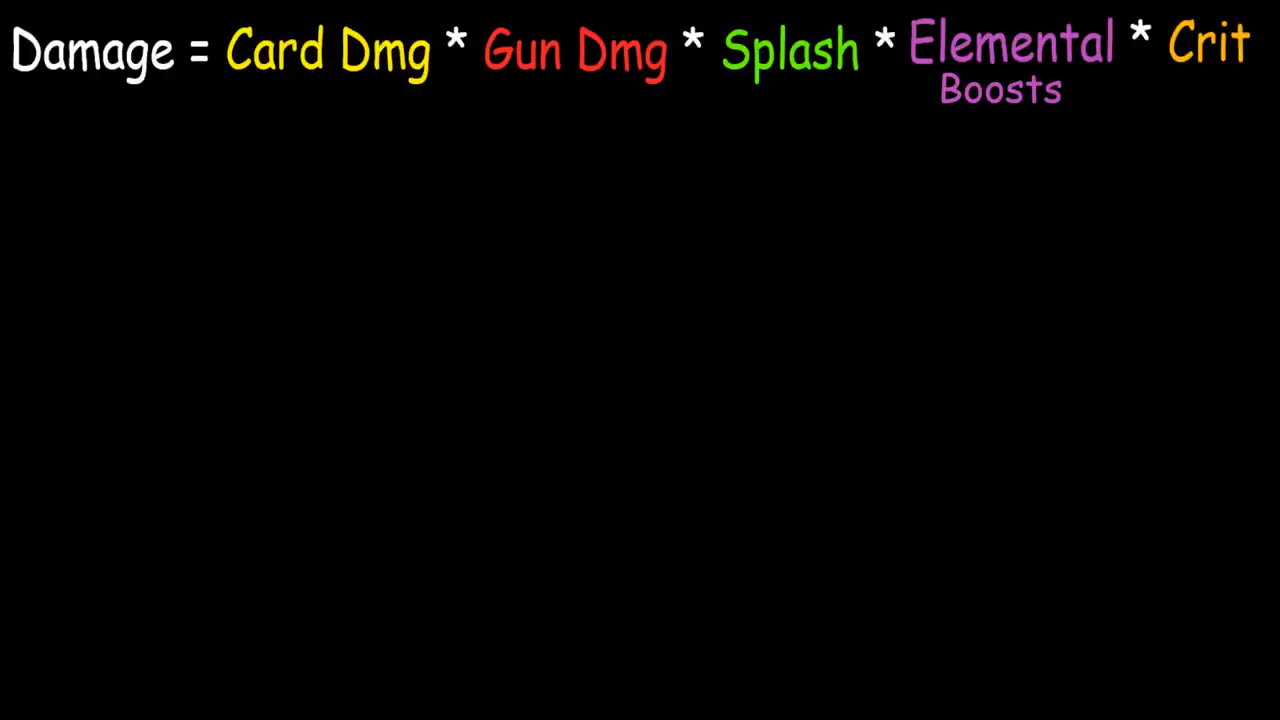 Damage = Card Dmg * Gun Dmg * Splash * Elemental * Crit
Boosts